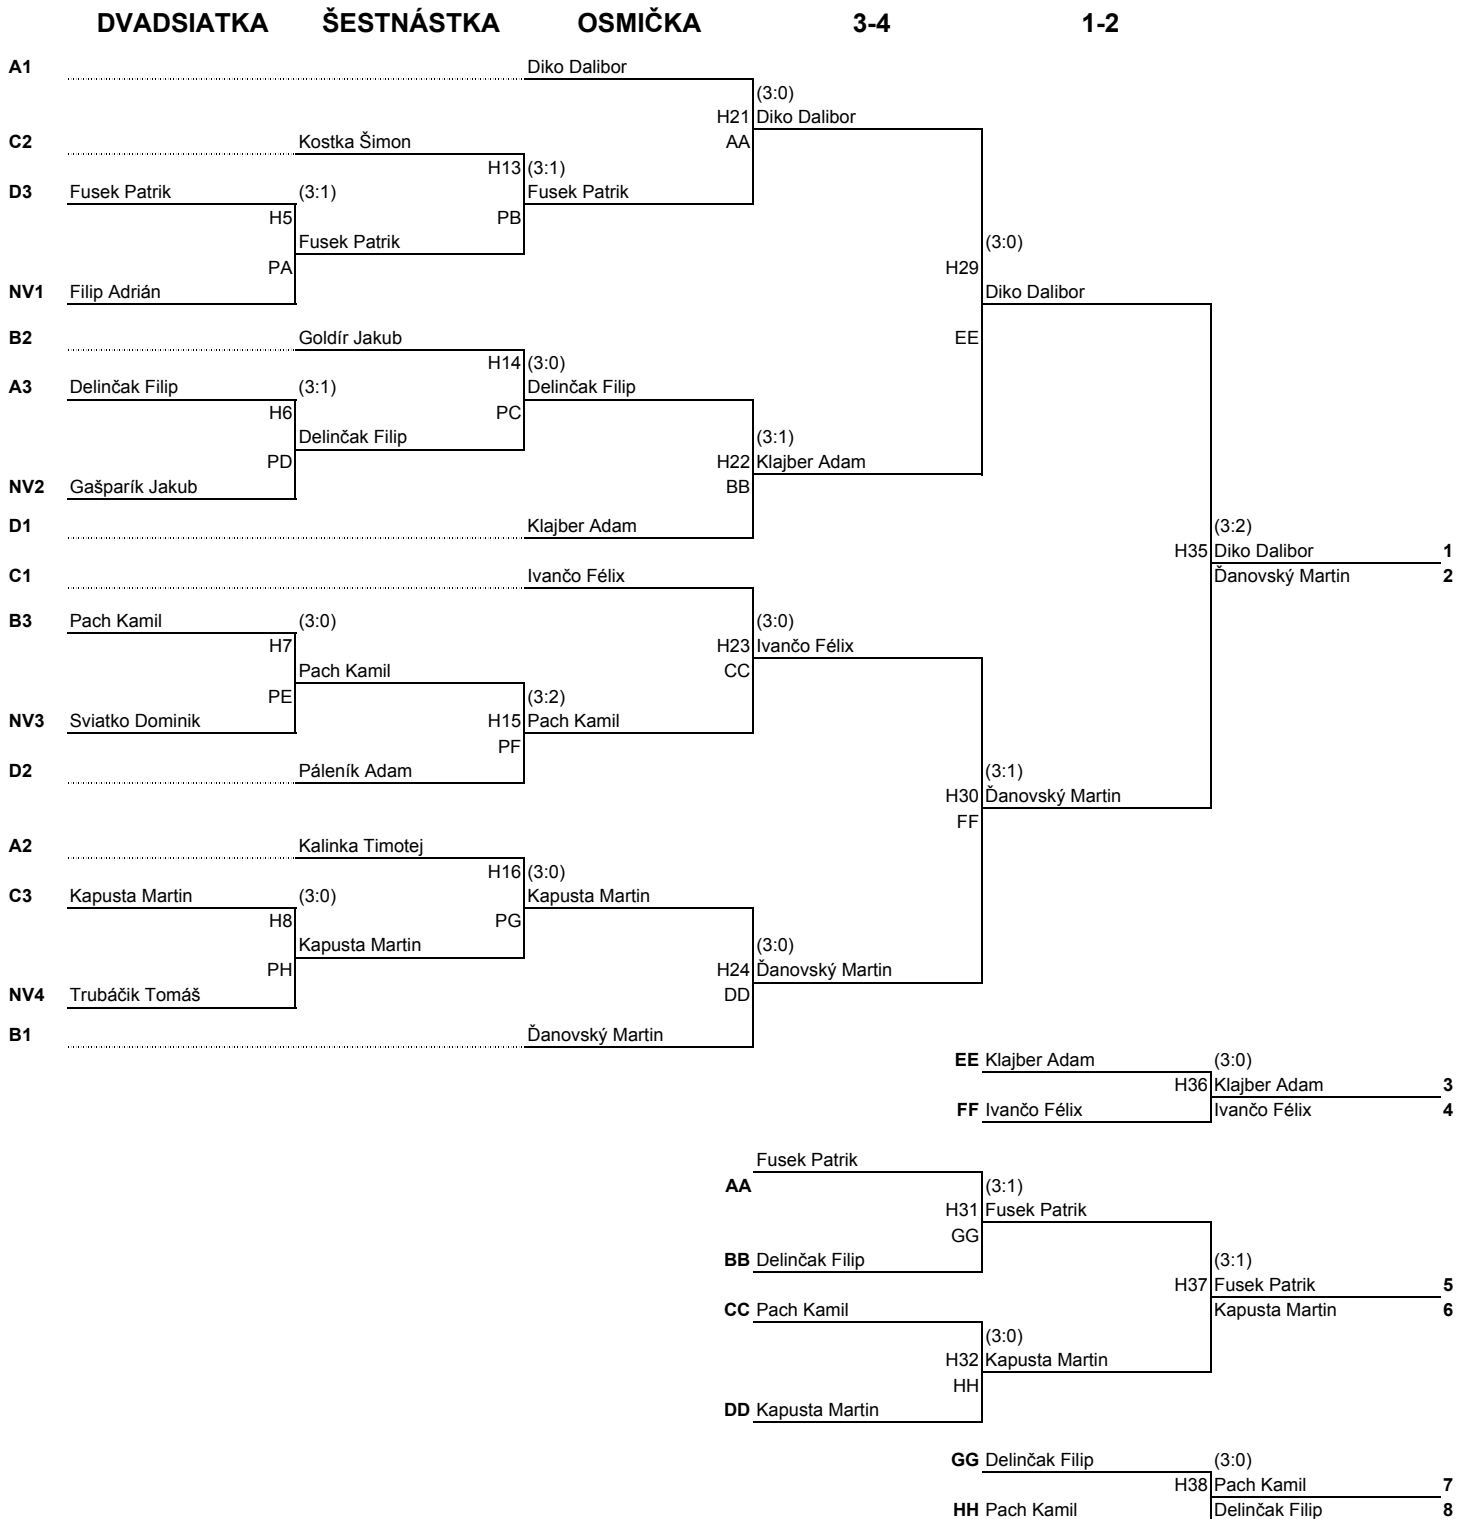 DVADSIATKA ŠESTNÁSTKA OSMIČKA 3-4 1-2
A1 Diko Dalibor
(3:0)
H21 Diko Dalibor
C2 Kostka Šimon AA
H13 (3:1)
D3 Fusek Patrik (3:1) Fusek Patrik
H5 PB
Fusek Patrik (3:0)
PA H29
NV1 Filip Adrián Diko Dalibor
B2 Goldír Jakub EE
H14 (3:0)
A3 Delinčak Filip (3:1) Delinčak Filip
H6 PC
Delinčak Filip (3:1)
PD H22 Klajber Adam
NV2 Gašparík Jakub BB
D1 Klajber Adam (3:2)
H35 Diko Dalibor 1
C1 Ivančo Félix Ďanovský Martin 2
B3 Pach Kamil (3:0) (3:0)
H7 H23 Ivančo Félix
Pach Kamil CC
PE (3:2)
NV3 Sviatko Dominik H15 Pach Kamil
PF
D2 Páleník Adam (3:1)
H30 Ďanovský Martin
FF
A2 Kalinka Timotej
H16 (3:0)
C3 Kapusta Martin (3:0) Kapusta Martin
H8 PG
Kapusta Martin (3:0)
PH H24 Ďanovský Martin
NV4 Trubáčik Tomáš DD
B1 Ďanovský Martin
EE Klajber Adam (3:0)
H36 Klajber Adam 3
FF Ivančo Félix Ivančo Félix 4
Fusek Patrik
AA (3:1)
H31 Fusek Patrik
GG
BB Delinčak Filip (3:1)
H37 Fusek Patrik 5
CC Pach Kamil Kapusta Martin 6
(3:0)
H32 Kapusta Martin
HH
DD Kapusta Martin
GG Delinčak Filip (3:0)
H38 Pach Kamil 7
HH Pach Kamil Delinčak Filip 8